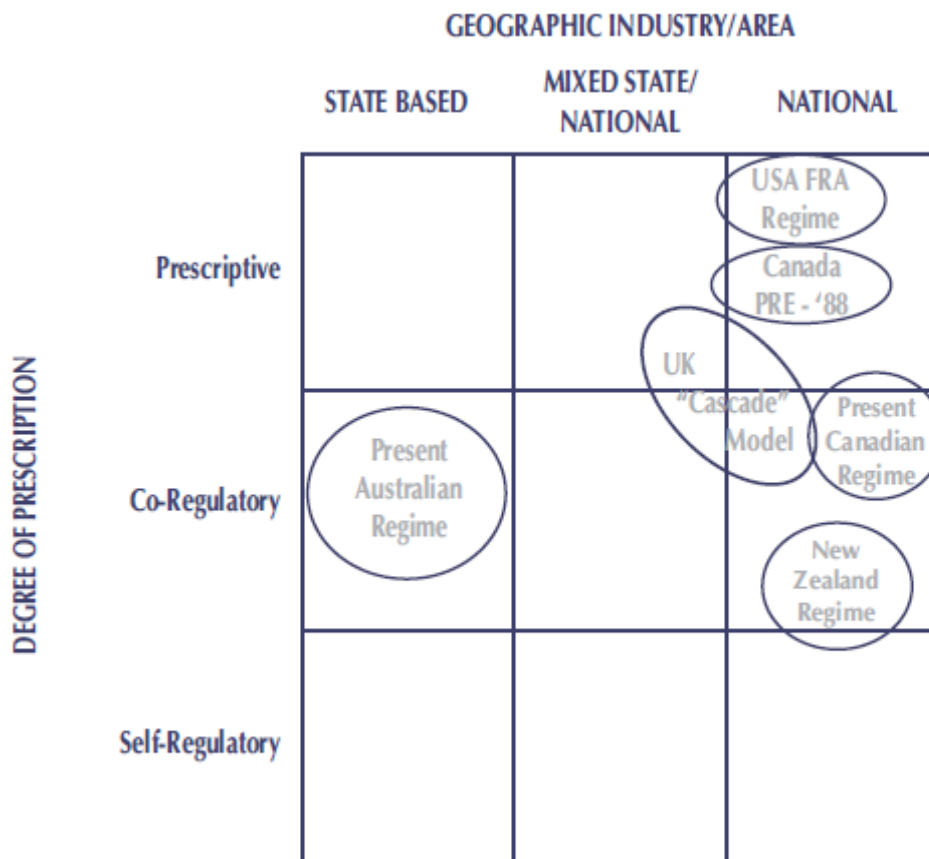 GEOGRAPHIC INDUSTRY/AREA
STATE BASED
MIXED STATE/
NATIONAL
NATIONAL
DEGREE OF PRESCRIPTION
Prescriptive
USA FRA
Regime
Canada
PRE - ‘88
UK
“Cascade”
Model
Co-Regulatory
Present
Australian
Regime
Present
Canadian
Regime
New
Zealand
Regime
Self-Regulatory